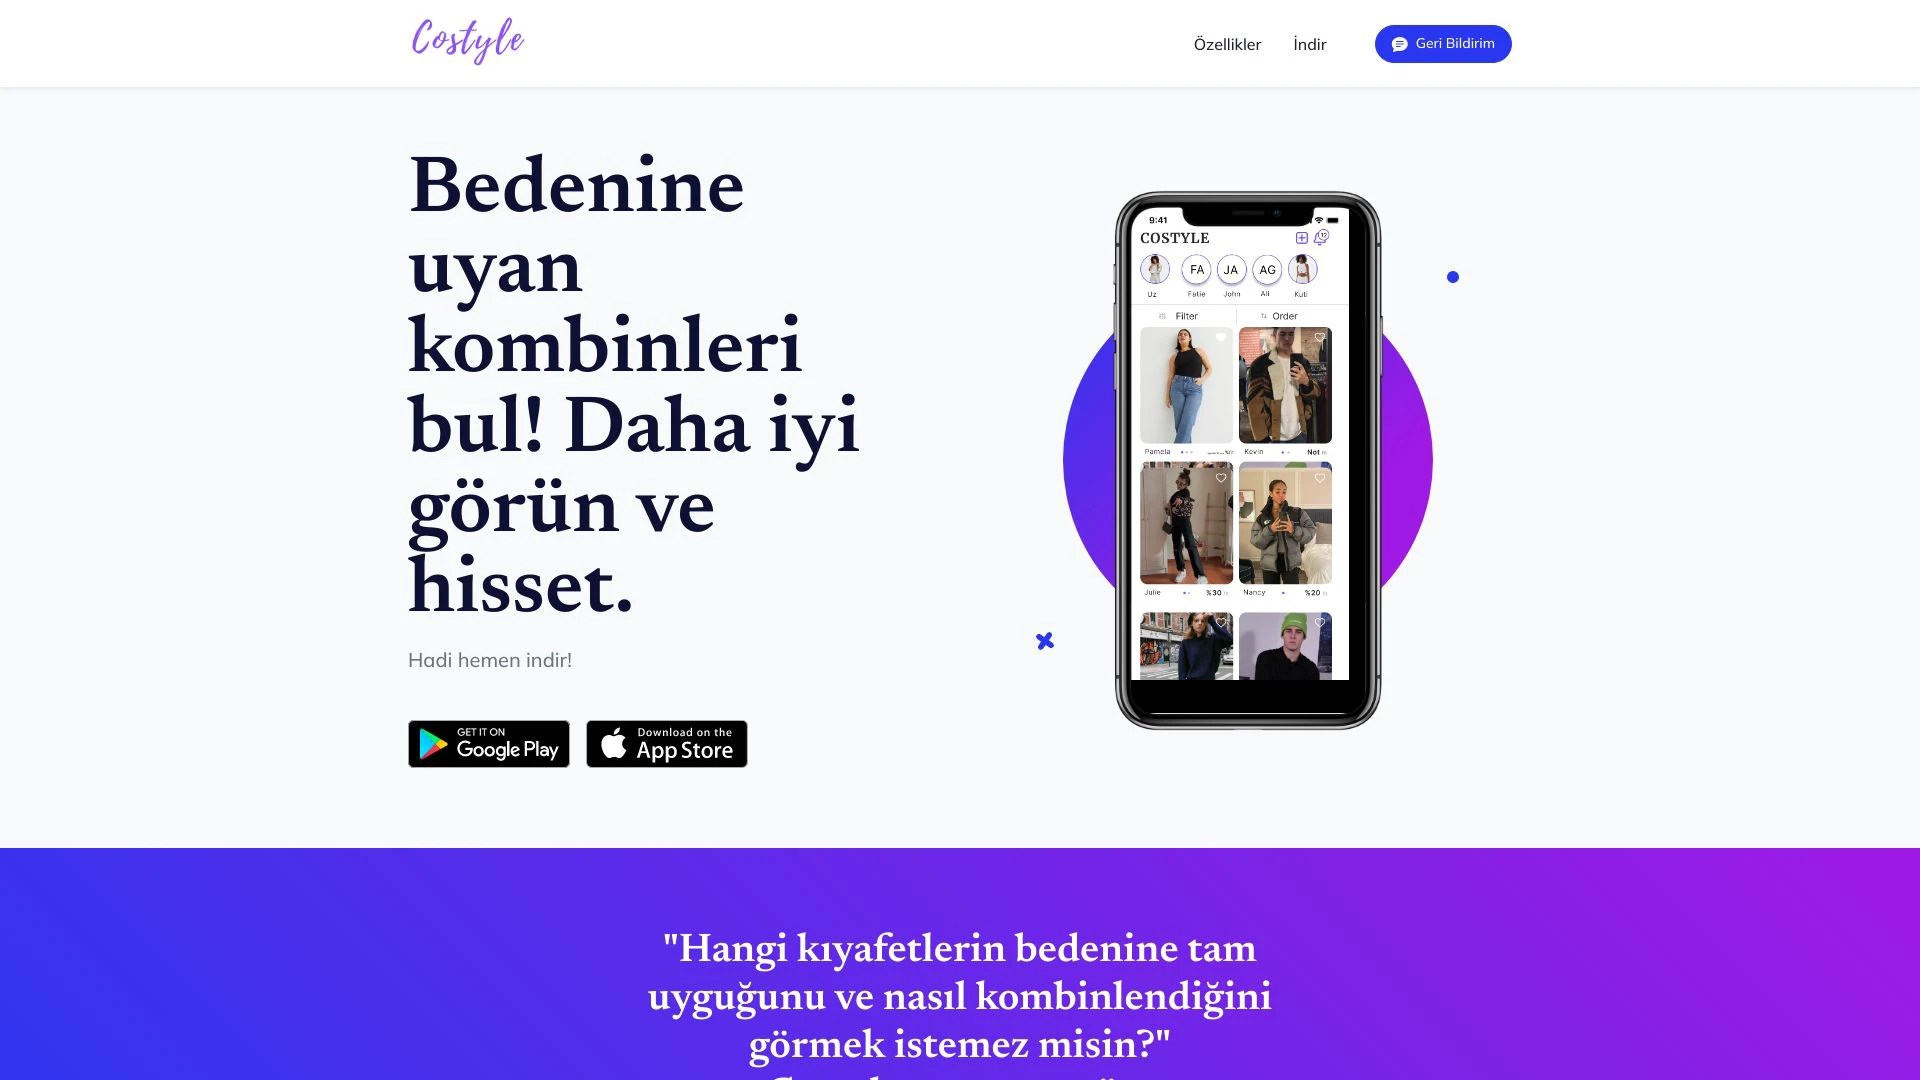 Costyle
Özellikler
İndir
Geri Bildirim
Bedenine
uyan
kombinleri
bul! Daha iyi
görün ve
hisset.
Hadi hemen indir!
GET IT ON
Google Play
Download on the
App Store
9:41
COSTYLE
12
FA
JA
AG
Uz
Fatie
John
Ali
Kuti
Filter
Order
Pamela
Kevin
Not
Julie
%30
Nancy
%20
"Hangi kıyafetlerin bedenine tam
uyguğunu ve nasıl kombinlendiğini
görmek istemez misin?"